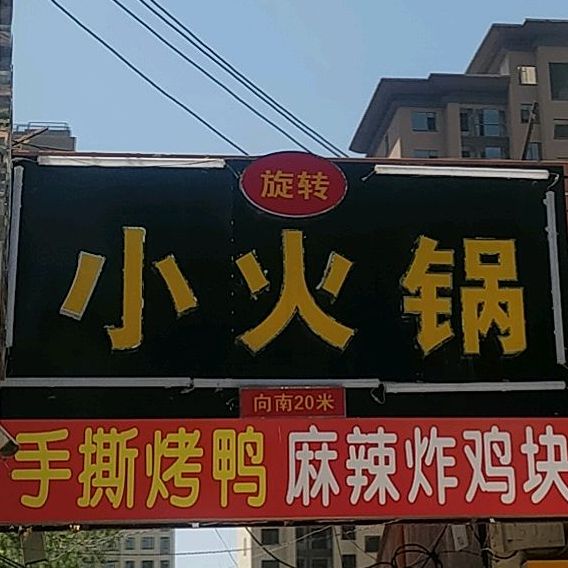 旋转
小火锅
向南20米
手撕烤鸭 麻辣炸鸡块